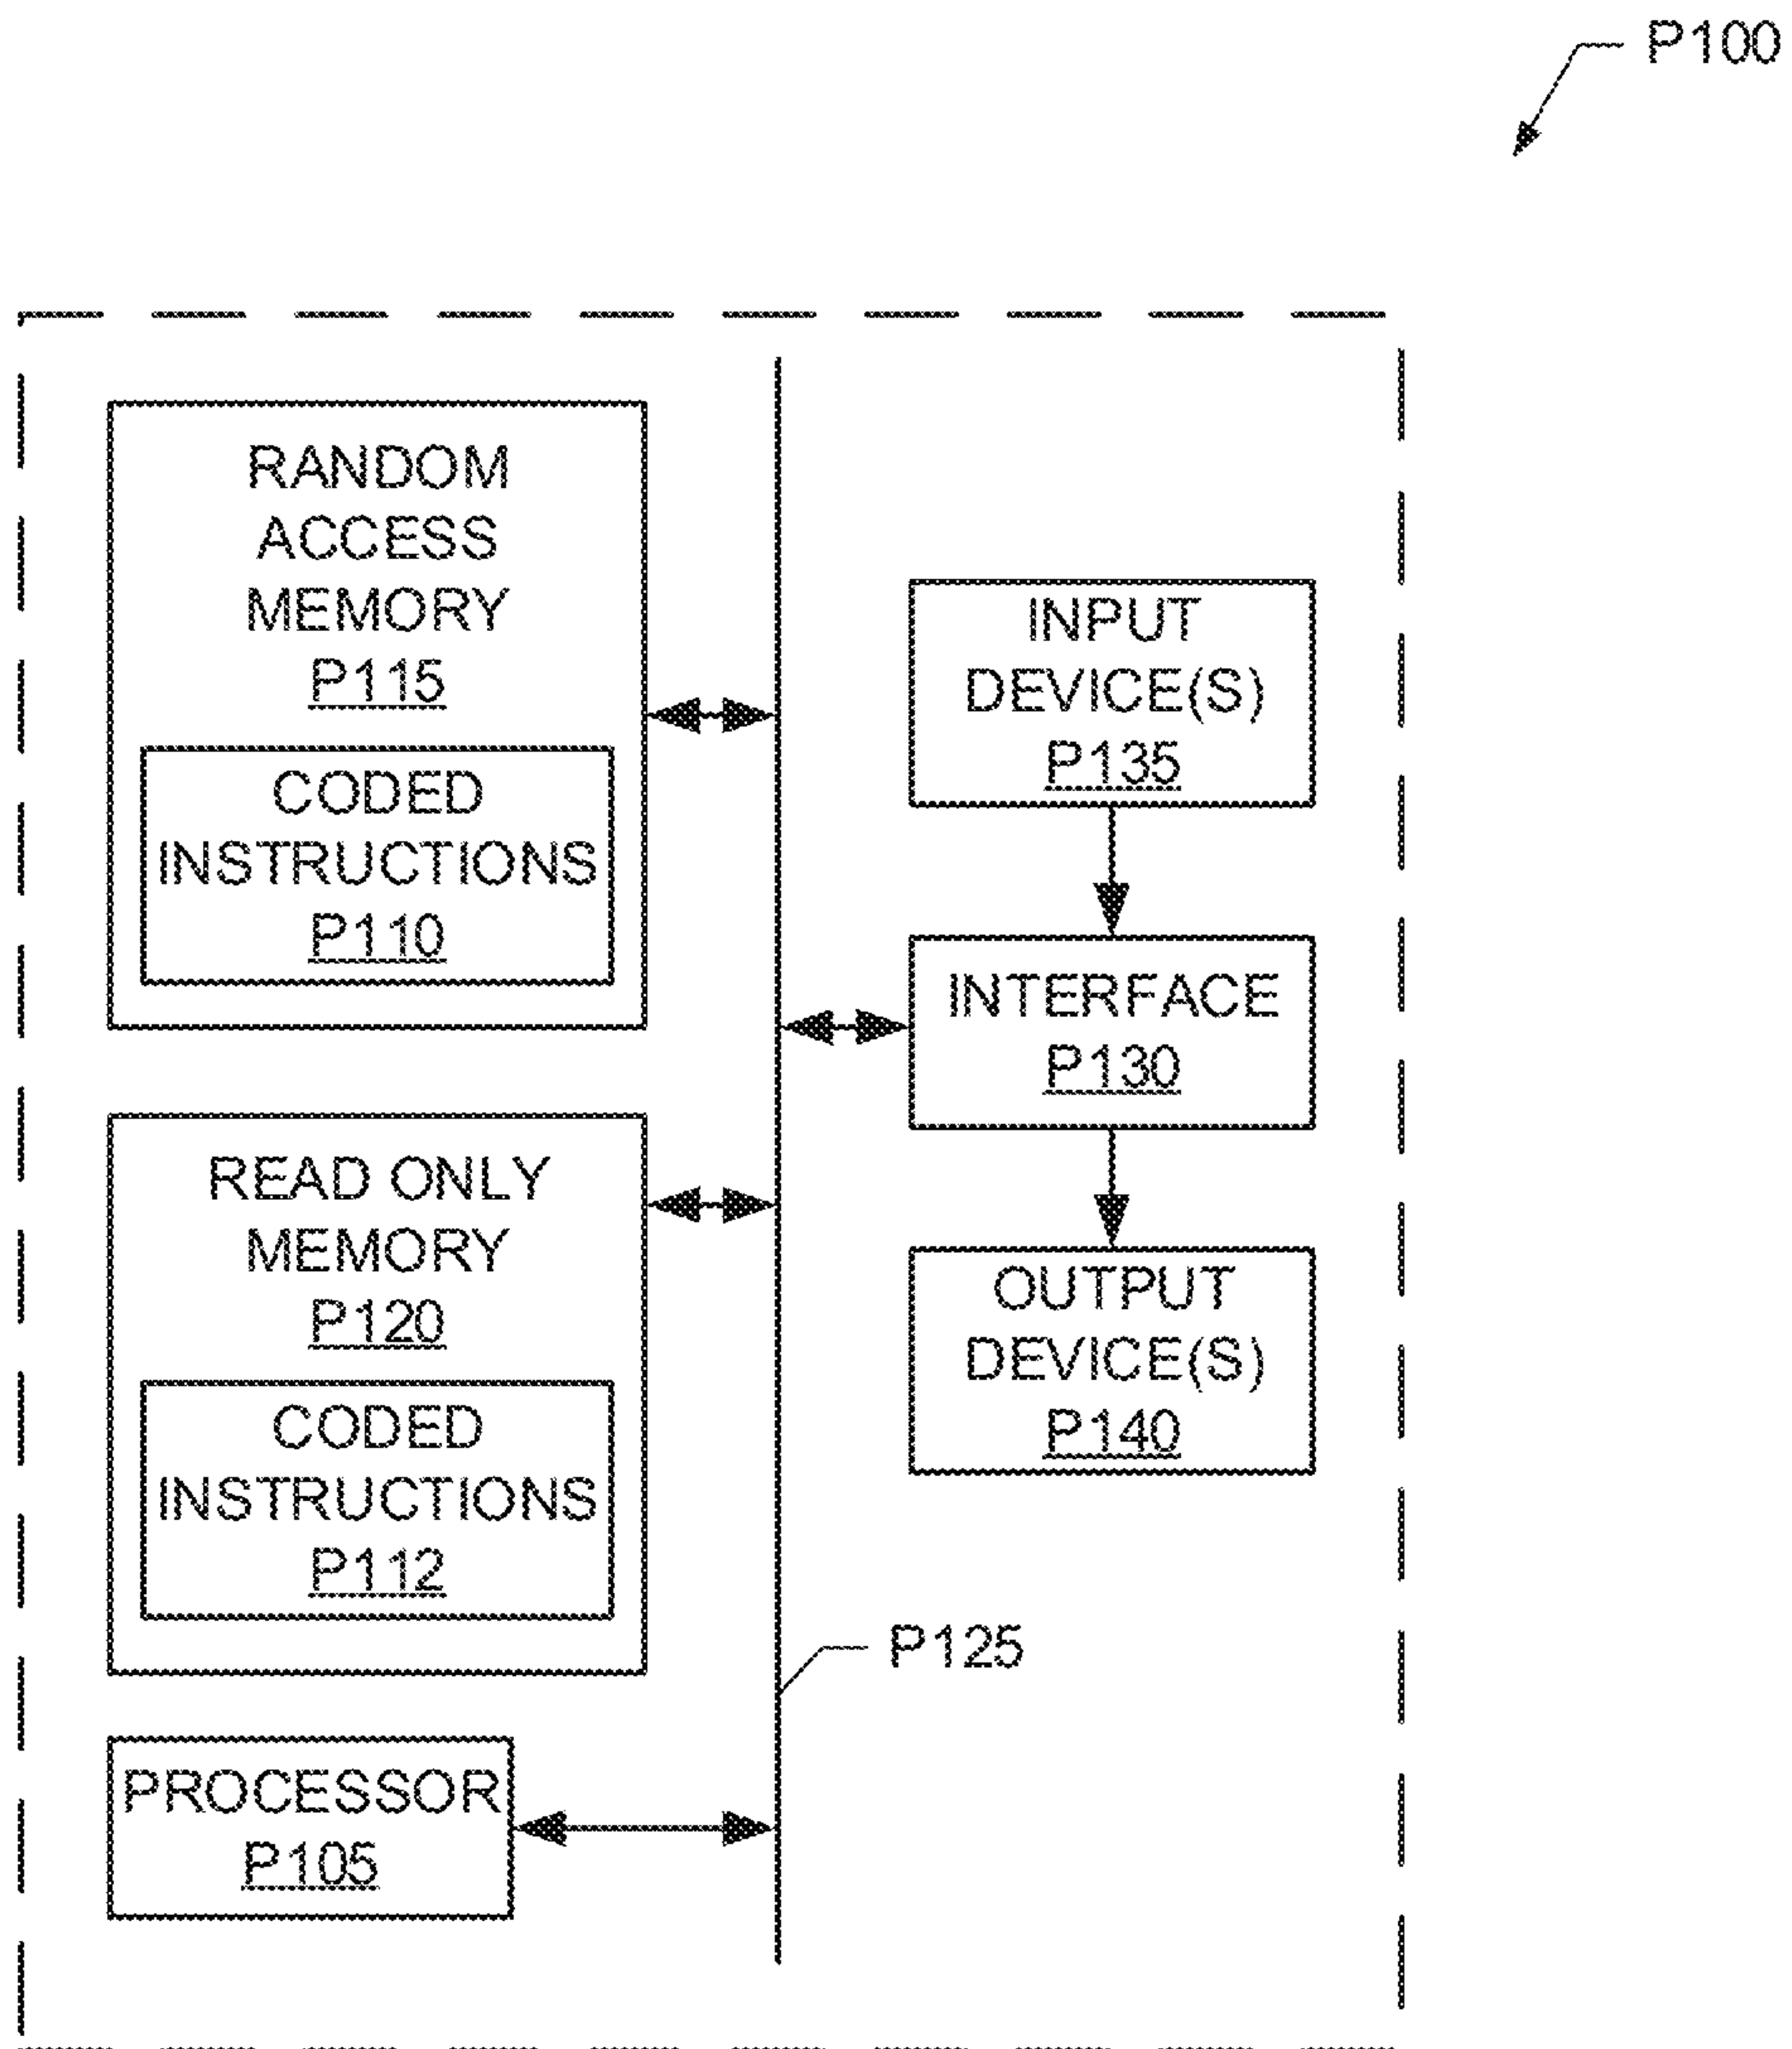 P100
RANDOM
ACCESS
MEMORY
P115
CODED
INSTRUCTIONS
P110
READ ONLY
MEMORY
P120
CODED
INSTRUCTIONS
P112
PROCESSOR
P105
INPUT
DEVICE(S)
P135
INTERFACE
P130
OUTPUT
DEVICE(S)
P140
P125